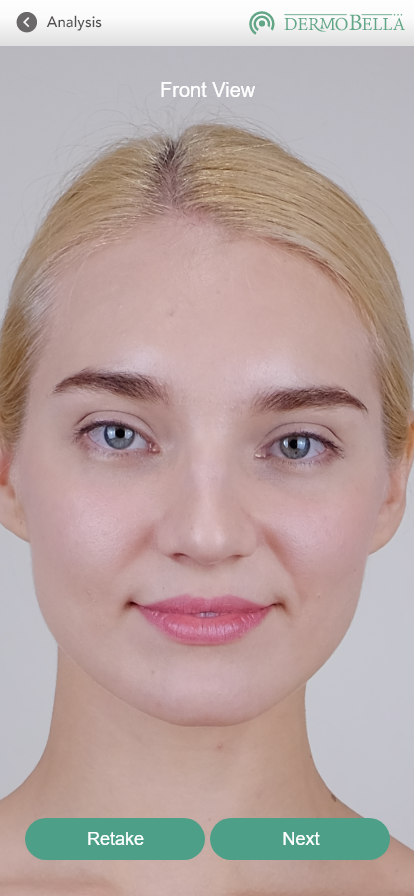 Analysis
DERMOBELLA
Front View
Retake
Next